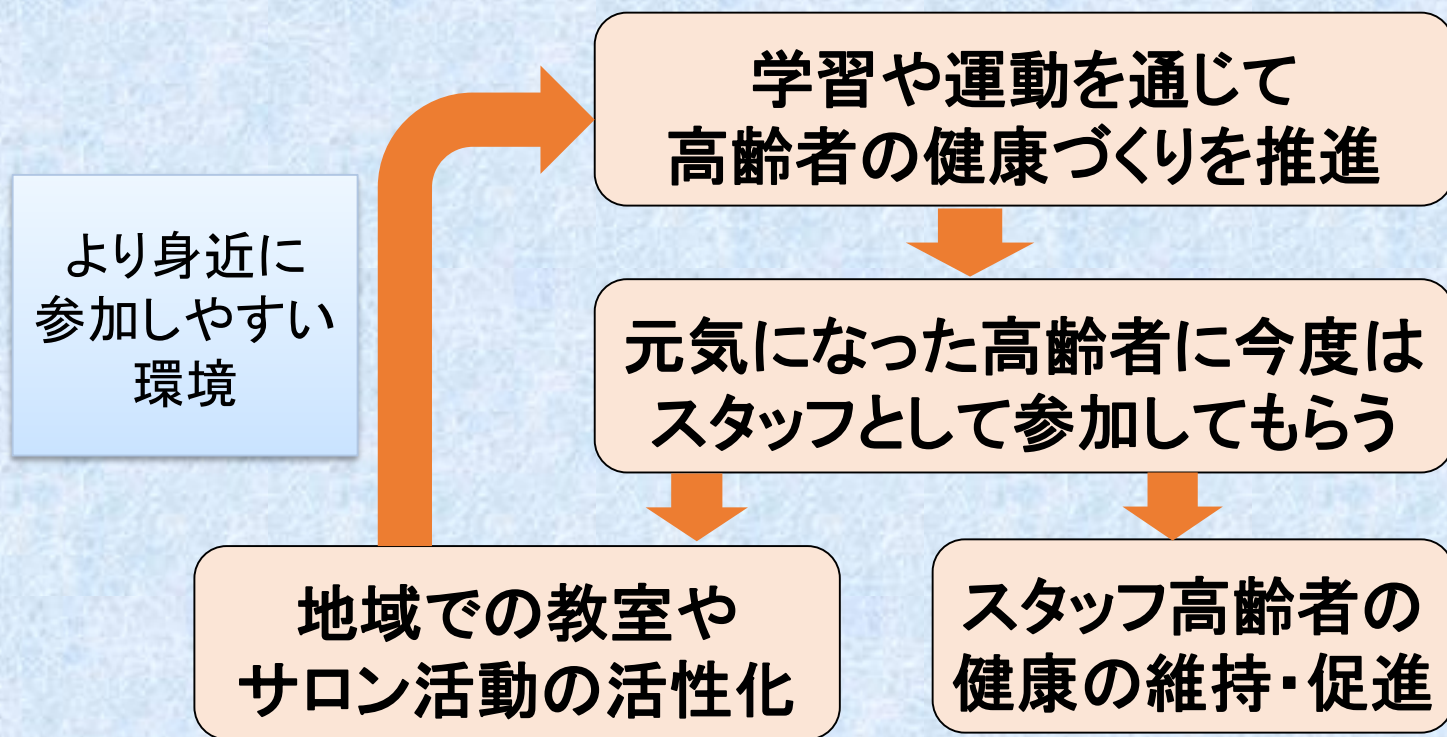 学習や運動を通じて
高齢者の健康づくりを推進
より身近に
参加しやすい
環境
元気になった高齢者に今度は
スタッフとして参加してもらう
地域での教室や
サロン活動の活性化
スタッフ高齢者の
健康の維持・促進